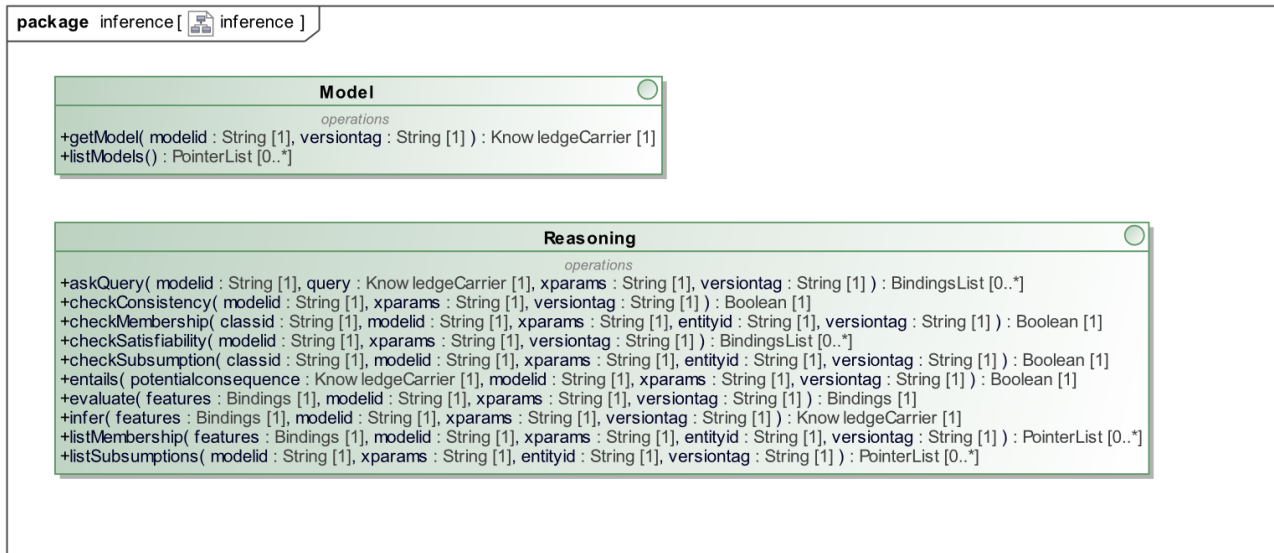 package inference [ inference ]
Model
operations
+getModel( modelid : String [1], versiontag : String [1] ) : KnowledgeCarrier [1]
+listModels() : PointerList [0..*]
Reasoning
operations
+askQuery( modelid : String [1], query : KnowledgeCarrier [1], xparams : String [1], versiontag : String [1] ) : BindingsList [0..*]
+checkConsistency( modelid : String [1], xparams : String [1], versiontag : String [1] ) : Boolean [1]
+checkMembership( classid : String [1], modelid : String [1], xparams : String [1], entityid : String [1], versiontag : String [1] ) : Boolean [1]
+checkSatisfiability( modelid : String [1], xparams : String [1], versiontag : String [1] ) : BindingsList [0..*]
+checkSubsumption( classid : String [1], modelid : String [1], xparams : String [1], entityid : String [1], versiontag : String [1] ) : Boolean [1]
+entails( potentialconsequence : KnowledgeCarrier [1], modelid : String [1], xparams : String [1], versiontag : String [1] ) : Boolean [1]
+evaluate( features : Bindings [1], modelid : String [1], xparams : String [1], versiontag : String [1] ) : Bindings [1]
+infer( features : Bindings [1], modelid : String [1], xparams : String [1], versiontag : String [1] ) : KnowledgeCarrier [1]
+listMembership( features : Bindings [1], modelid : String [1], xparams : String [1], entityid : String [1], versiontag : String [1] ) : PointerList [0..*]
+listSubsumptions( modelid : String [1], xparams : String [1], entityid : String [1], versiontag : String [1] ) : PointerList [0..*]